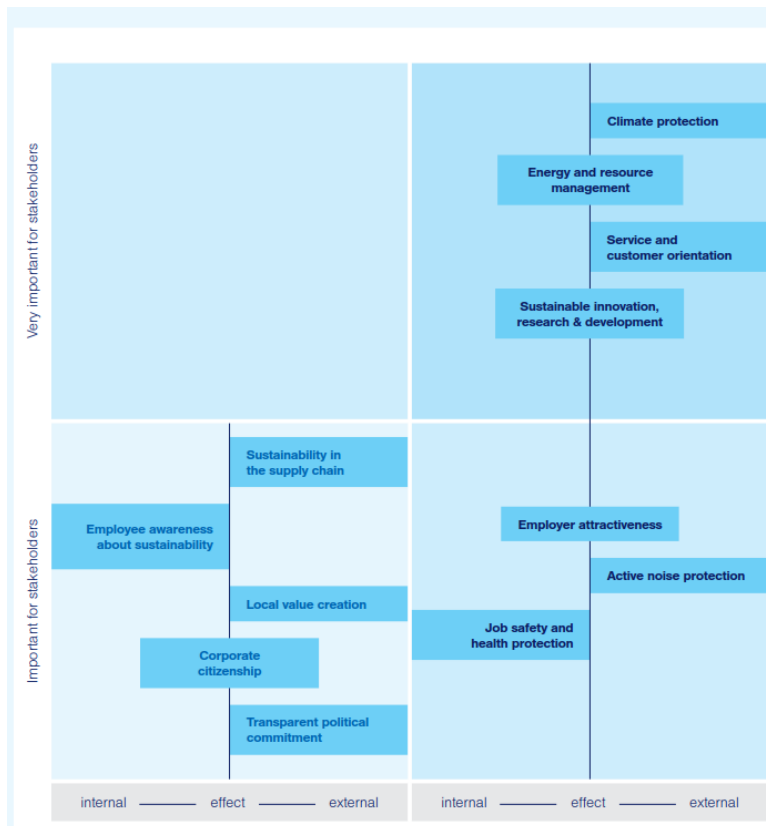 Very important for stakeholders
Climate protection
Energy and resource
management
Service and
customer orientation
Sustainable innovation,
research & development
Important for stakeholders
Sustainability in
the supply chain
Employee awareness
about sustainability
Local value creation
Corporate
citizenship
Transparent political
commitment
Employer attractiveness
Active noise protection
Job safety and
health protection
internal effect external
internal effect external